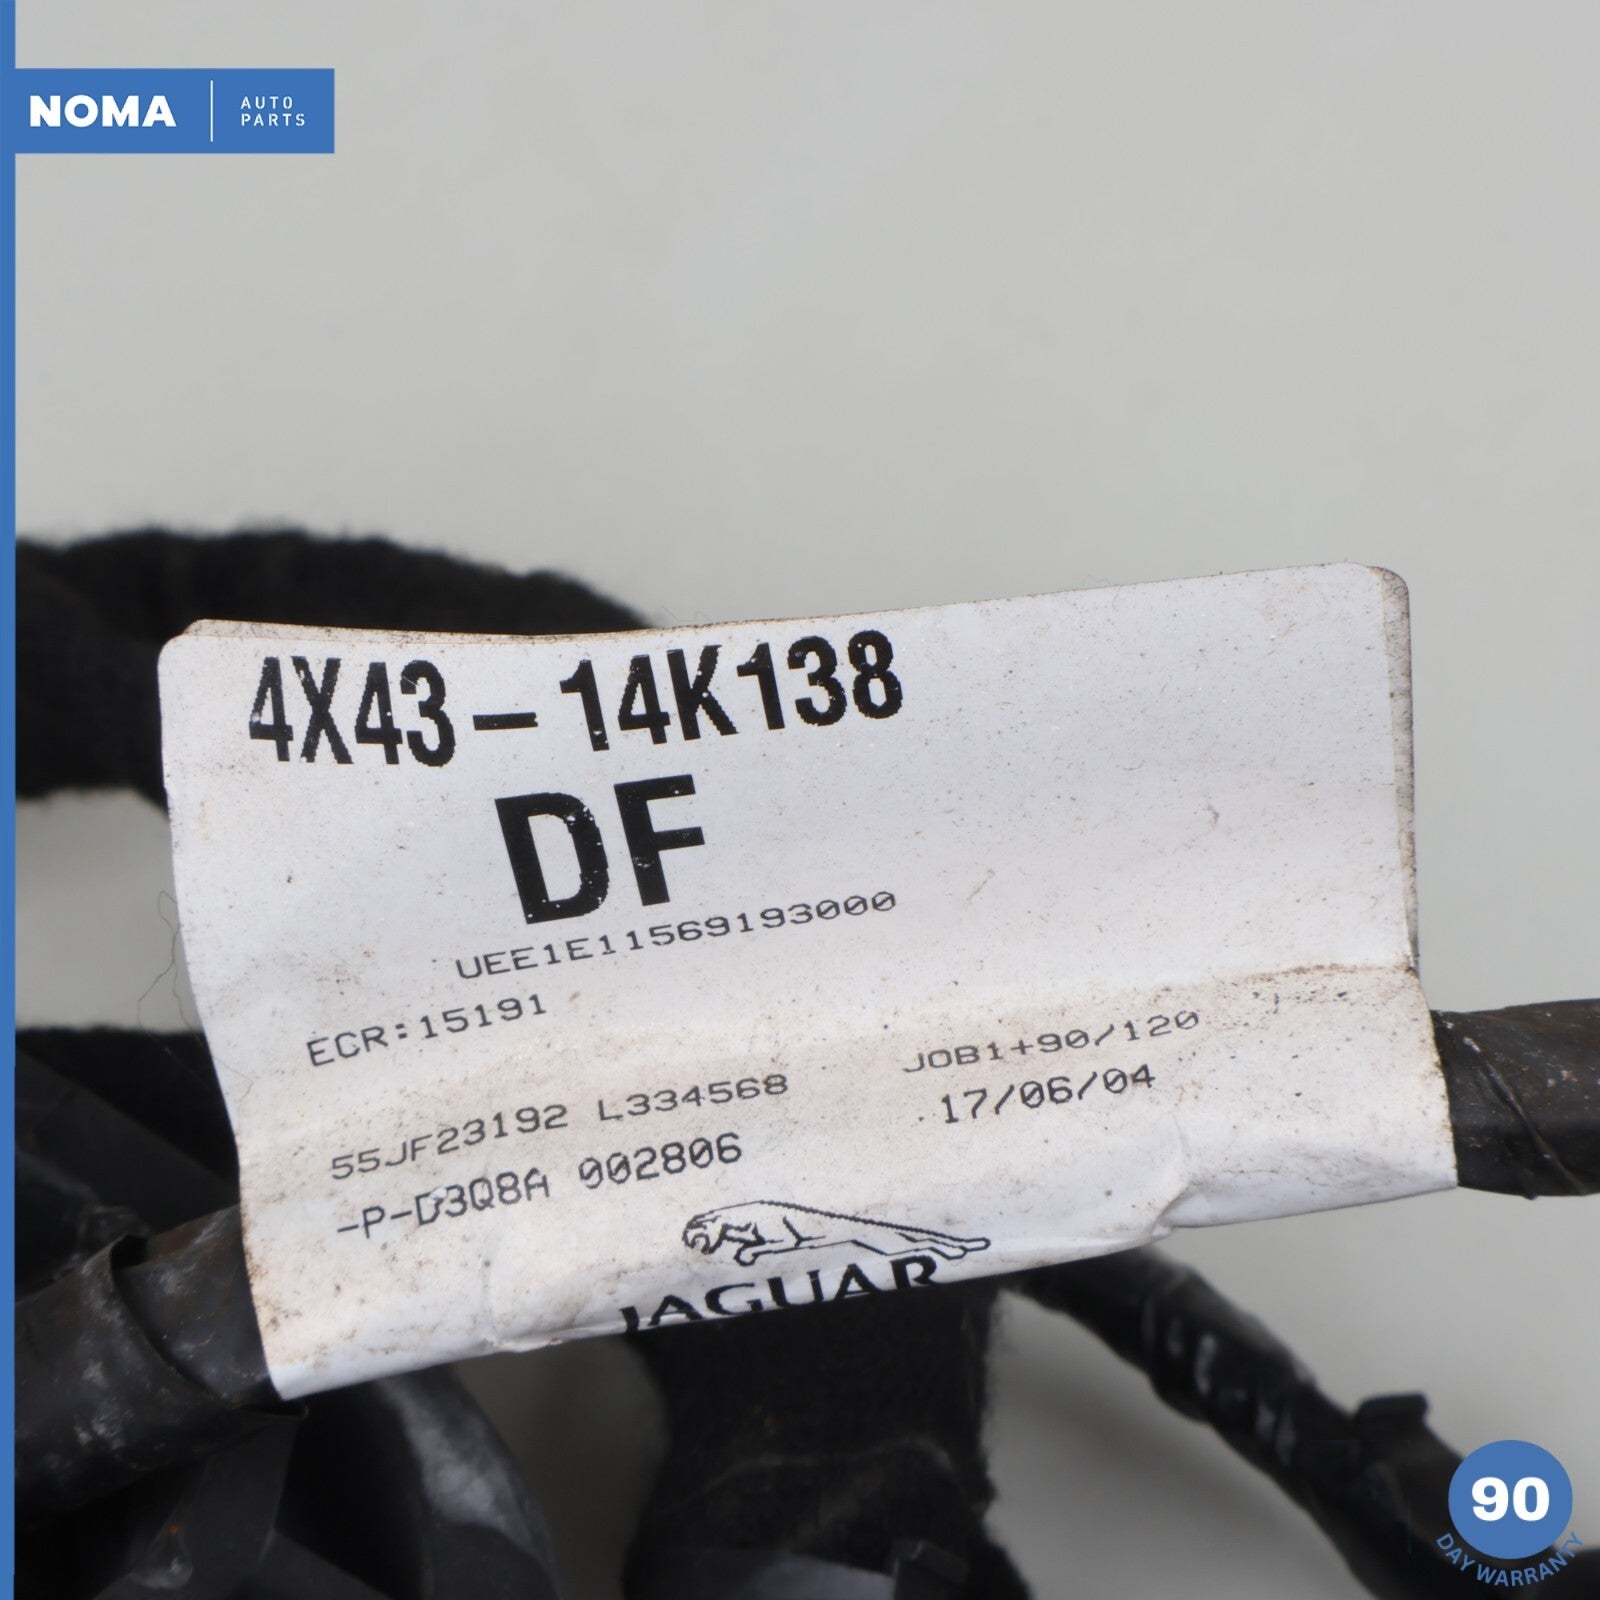 NOMA
AUTO
PARTS
4X43-14K138
DF
UEE1E11569193000
ECR:15191
JOB1+90/120
55JF23192 L334568
17/06/04
-P-D3Q8A 002806
JAGUAR
90
DAY WARRANTY